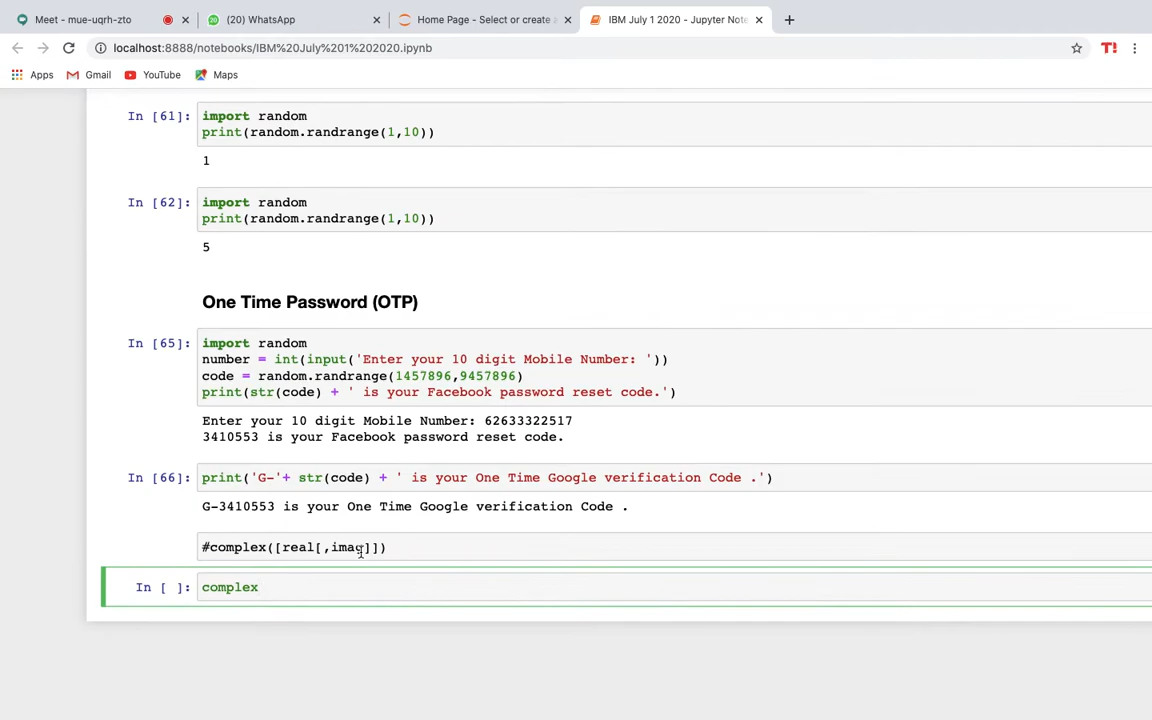 Meet - mue-uqrh-zto
(20) WhatsApp
Home Page - Select or create
IBM July 1 2020 - Jupyter Note
localhost:8888/notebooks/IBM%20July%201%202020.ipynb
T!
Apps
Gmail
YouTube
Maps
In [61]: import random
print(random.randrange(1,10))
1
In [62]: import random
print(random.randrange(1,10))
5
One Time Password (OTP)
In [65]: import random
number = int(input('Enter your 10 digit Mobile Number: '))
code = random.randrange(1457896,9457896)
print(str(code) + ' is your Facebook password reset code.')
Enter your 10 digit Mobile Number: 62633322517
3410553 is your Facebook password reset code.
In [66]: print('G-'+ str(code) + ' is your One Time Google verification Code .')
G-3410553 is your One Time Google verification Code .
#complex([real[,imag]])
In [ ]: complex